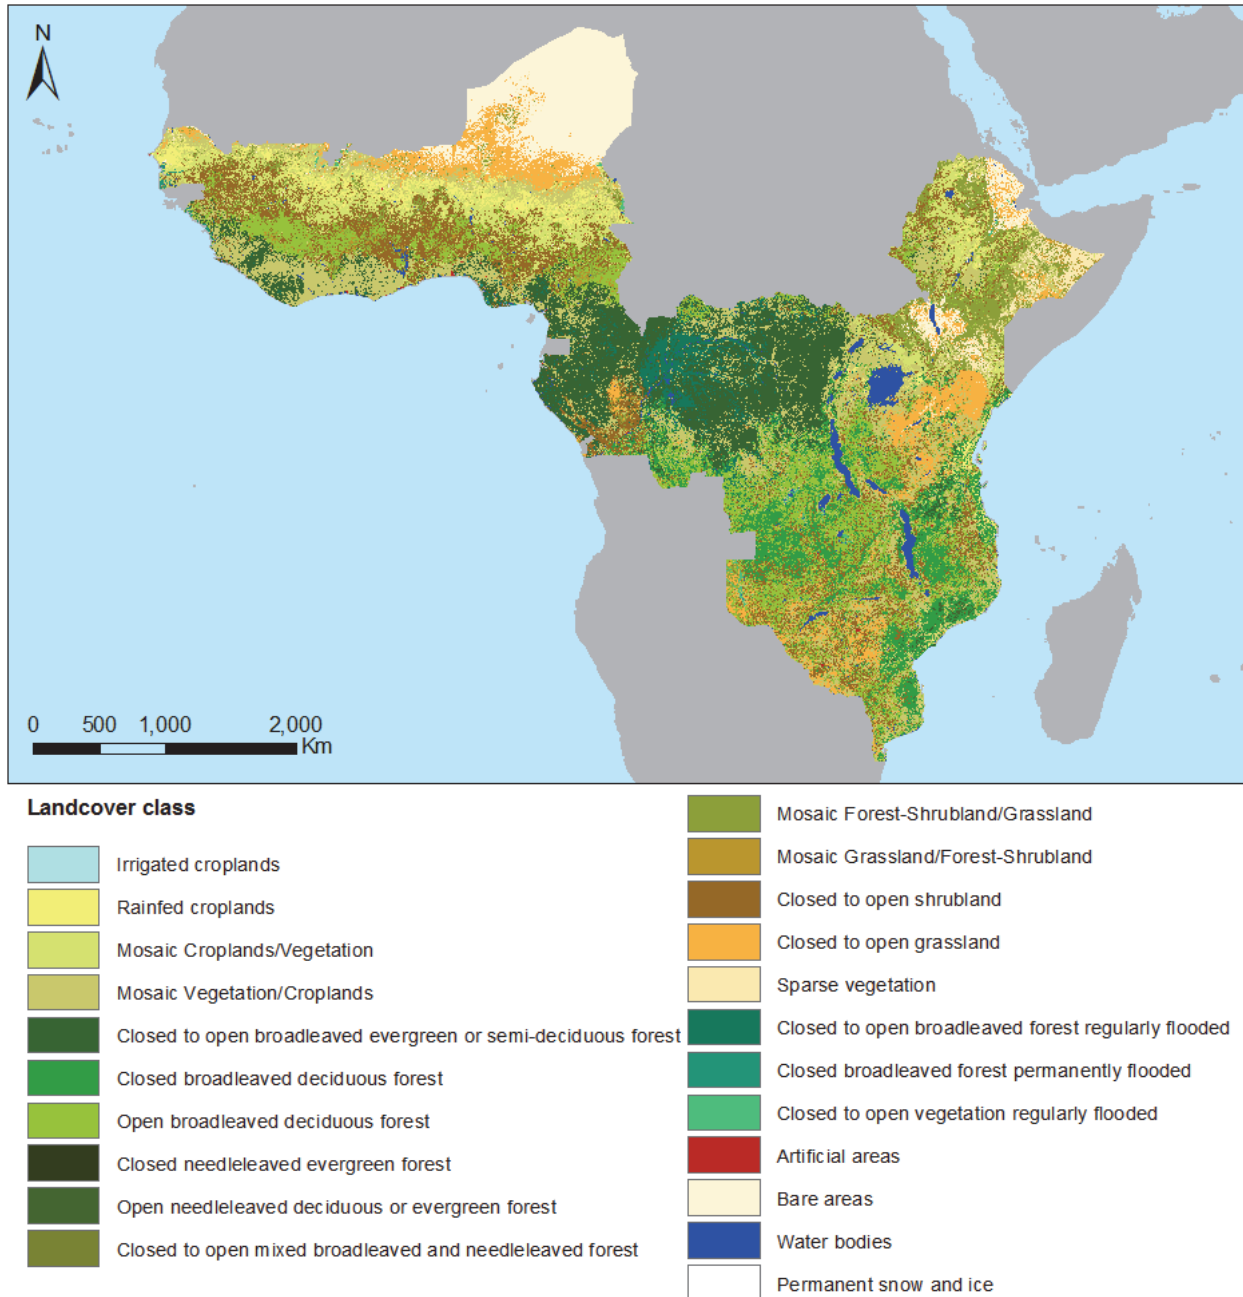 N
0 500 1,000 2,000
Km
Landcover class
Irrigated croplands
Rainfed croplands
Mosaic Croplands/Vegetation
Mosaic Vegetation/Croplands
Closed to open broadleaved evergreen or semi-deciduous forest
Closed broadleaved deciduous forest
Open broadleaved deciduous forest
Closed needleleaved evergreen forest
Open needleleaved deciduous or evergreen forest
Closed to open mixed broadleaved and needleleaved forest
Mosaic Forest-Shrubland/Grassland
Mosaic Grassland/Forest-Shrubland
Closed to open shrubland
Closed to open grassland
Sparse vegetation
Closed to open broadleaved forest regularly flooded
Closed broadleaved forest permanently flooded
Closed to open vegetation regularly flooded
Artificial areas
Bare areas
Water bodies
Permanent snow and ice